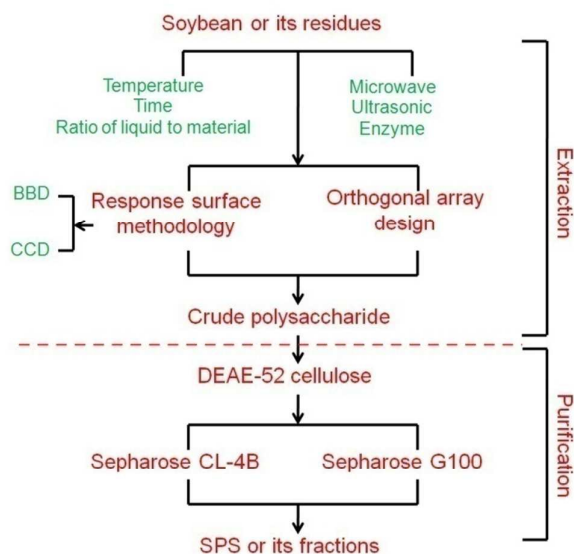 Soybean or its residues
Temperature
Time
Ratio of liquid to material
Microwave
Ultrasonic
Enzyme
Extraction
BBD
CCD
Response surface
methodology
Orthogonal array
design
Crude polysaccharide
DEAE-52 cellulose
Purification
Sepharose CL-4B
Sepharose G100
SPS or its fractions